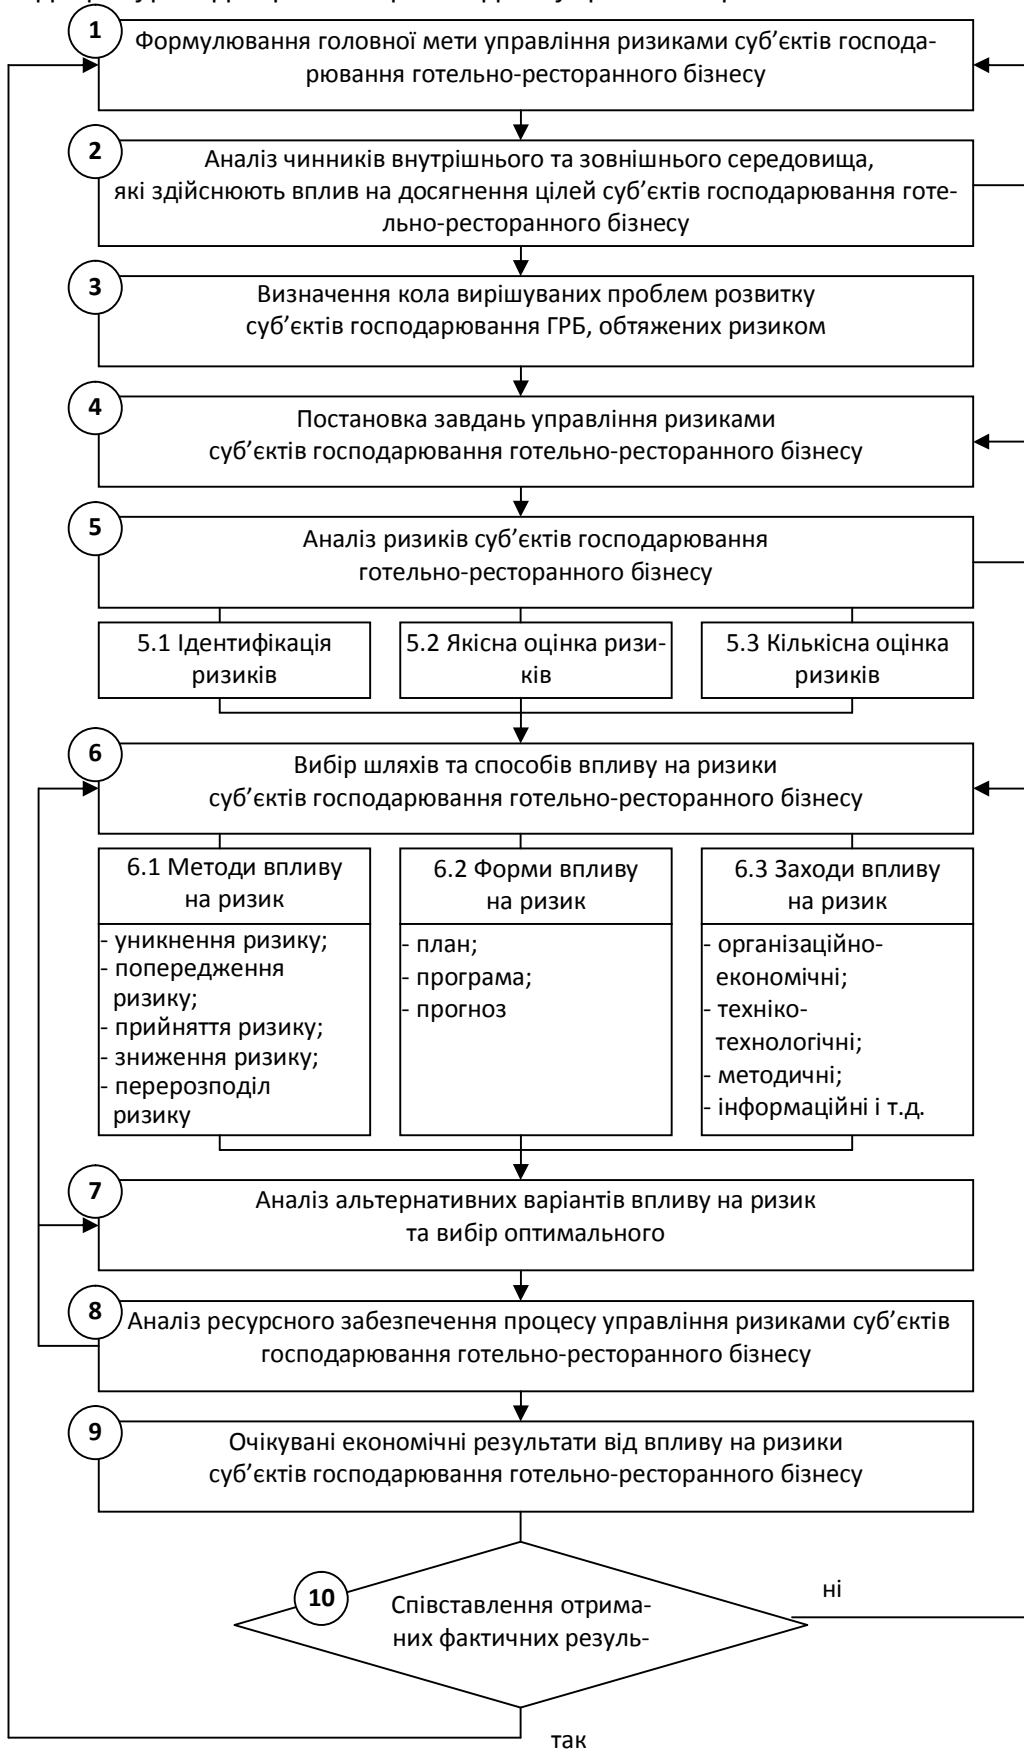 1
Формулювання головної мети управління ризиками суб’єктів господа-
рювання готельно-ресторанного бізнесу
2
Аналіз чинників внутрішнього та зовнішнього середовища,
які здійснюють вплив на досягнення цілей суб’єктів господарювання готе-
льно-ресторанного бізнесу
3
Визначення кола вирішуваних проблем розвитку
суб’єктів господарювання ГРБ, обтяжених ризиком
4
Постановка завдань управління ризиками
суб’єктів господарювання готельно-ресторанного бізнесу
5
Аналіз ризиків суб’єктів господарювання
готельно-ресторанного бізнесу
5.1 Ідентифікація
ризиків
5.2 Якісна оцінка ризи-
ків
5.3 Кількісна оцінка
ризиків
6
Вибір шляхів та способів впливу на ризики
суб’єктів господарювання готельно-ресторанного бізнесу
6.1 Методи впливу
на ризик
- уникнення ризику;
- попередження
ризику;
- прийняття ризику;
- зниження ризику;
- перерозподіл
ризику
6.2 Форми впливу
на ризик
- план;
- програма;
- прогноз
6.3 Заходи впливу
на ризик
- організаційно-
економічні;
- техніко-
технологічні;
- методичні;
- інформаційні і т.д.
7
Аналіз альтернативних варіантів впливу на ризик
та вибір оптимального
8
Аналіз ресурсного забезпечення процесу управління ризиками суб’єктів
господарювання готельно-ресторанного бізнесу
9
Очікувані економічні результати від впливу на ризики
суб’єктів господарювання готельно-ресторанного бізнесу
10
Співставлення отрима-
них фактичних резуль-
ні
так